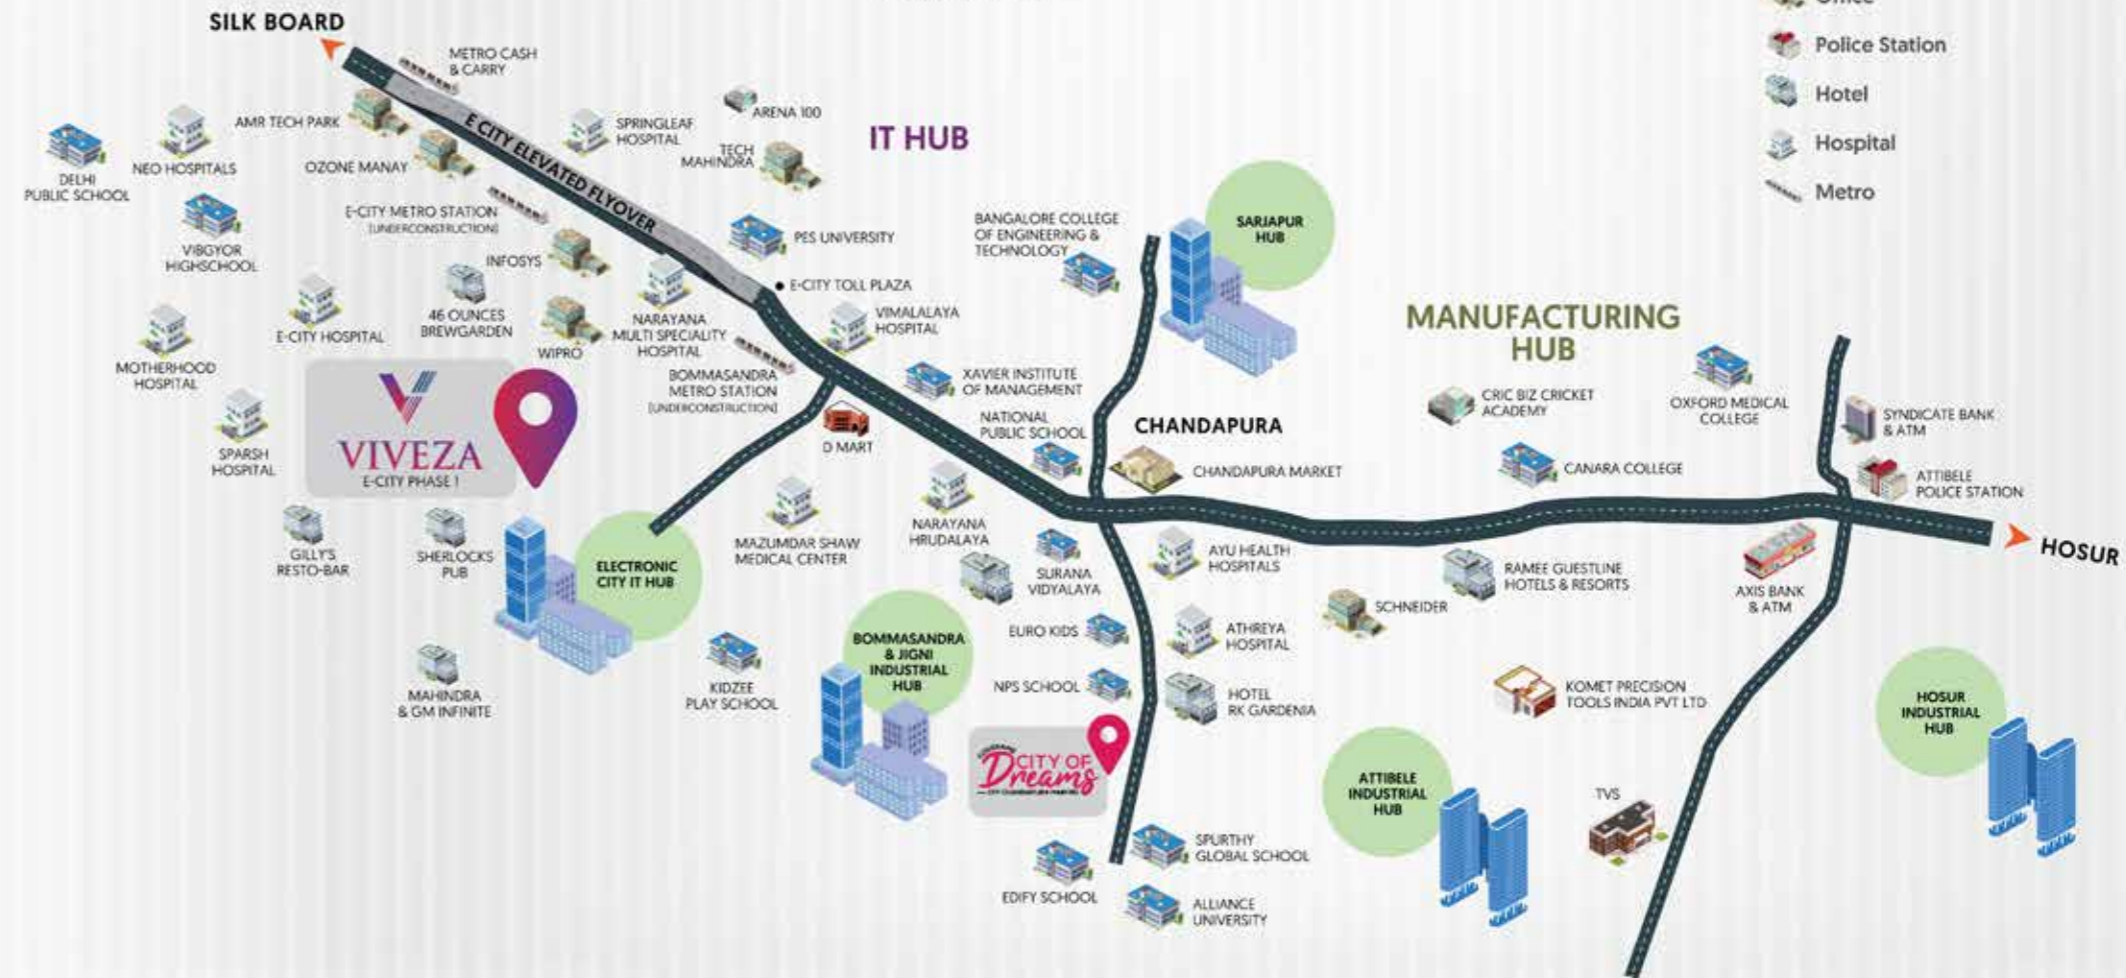 SILK BOARD
METRO CASH
& CARRY
Police Station
Hotel
Hospital
Metro
AMR TECH PARK
E CITY ELEVATED FLYOVER
SPRINGLEAF
HOSPITAL
ARENA 100
TECH
MAHINDRA
IT HUB
DELHI
PUBLIC SCHOOL
NEO HOSPITALS
OZONE MANAY
VIBGYOR
HIGHSCHOOL
E-CITY METRO STATION
[UNDERCONSTRUCTION]
INFOSYS
PES UNIVERSITY
BANGALORE COLLEGE
OF ENGINEERING &
TECHNOLOGY
SARJAPUR
HUB
E-CITY TOLL PLAZA
MOTHERHOOD
HOSPITAL
E-CITY HOSPITAL
46 OUNCES
BREWGARDEN
WIPRO
NARAYANA
MULTI SPECIALITY
HOSPITAL
VIMALALAYA
HOSPITAL
MANUFACTURING
HUB
BOMMASANDRA
METRO STATION
[UNDERCONSTRUCTION]
XAVIER INSTITUTE
OF MANAGEMENT
NATIONAL
PUBLIC SCHOOL
CHANDAPURA
CHANDAPURA MARKET
CRIC BIZ CRICKET
ACADEMY
OXFORD MEDICAL
COLLEGE
SYNDICATE BANK
& ATM
CANARA COLLEGE
ATTIBELE
POLICE STATION
SPARSH
HOSPITAL
VIVEZA
E-CITY PHASE I
D MART
GILLY'S
RESTO-BAR
SHERLOCKS
PUB
ELECTRONIC
CITY IT HUB
MAZUMDAR SHAW
MEDICAL CENTER
NARAYANA
HRUDALAYA
SURANA
VIDYALAYA
AYU HEALTH
HOSPITALS
RAMEE GUESTLINE
HOTELS & RESORTS
AXIS BANK
& ATM
HOSUR
SCHNEIDER
EURO KIDS
ATHREYA
HOSPITAL
BOMMASANDRA
& JIGNI
INDUSTRIAL
HUB
MAHINDRA
& GM INFINITE
KIDZEE
PLAY SCHOOL
NPS SCHOOL
HOTEL
RK GARDENIA
KOMET PRECISION
TOOLS INDIA PVT LTD
HOSUR
INDUSTRIAL
HUB
CITY OF
Dreams
ATTIBELE
INDUSTRIAL
HUB
TVS
SPURTHY
GLOBAL SCHOOL
EDIFY SCHOOL
ALLIANCE
UNIVERSITY